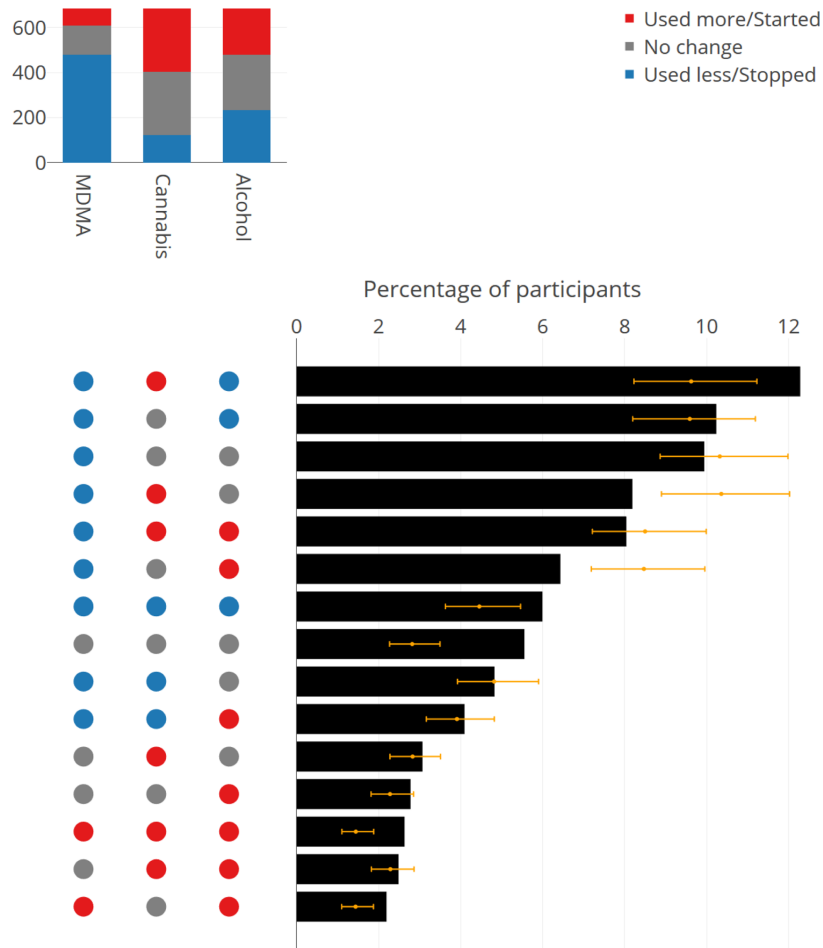 600
400
200
0
MDMA
Cannabis
Alcohol
Used more/Started
No change
Used less/Stopped
Percentage of participants
0 2 4 6 8 10 12